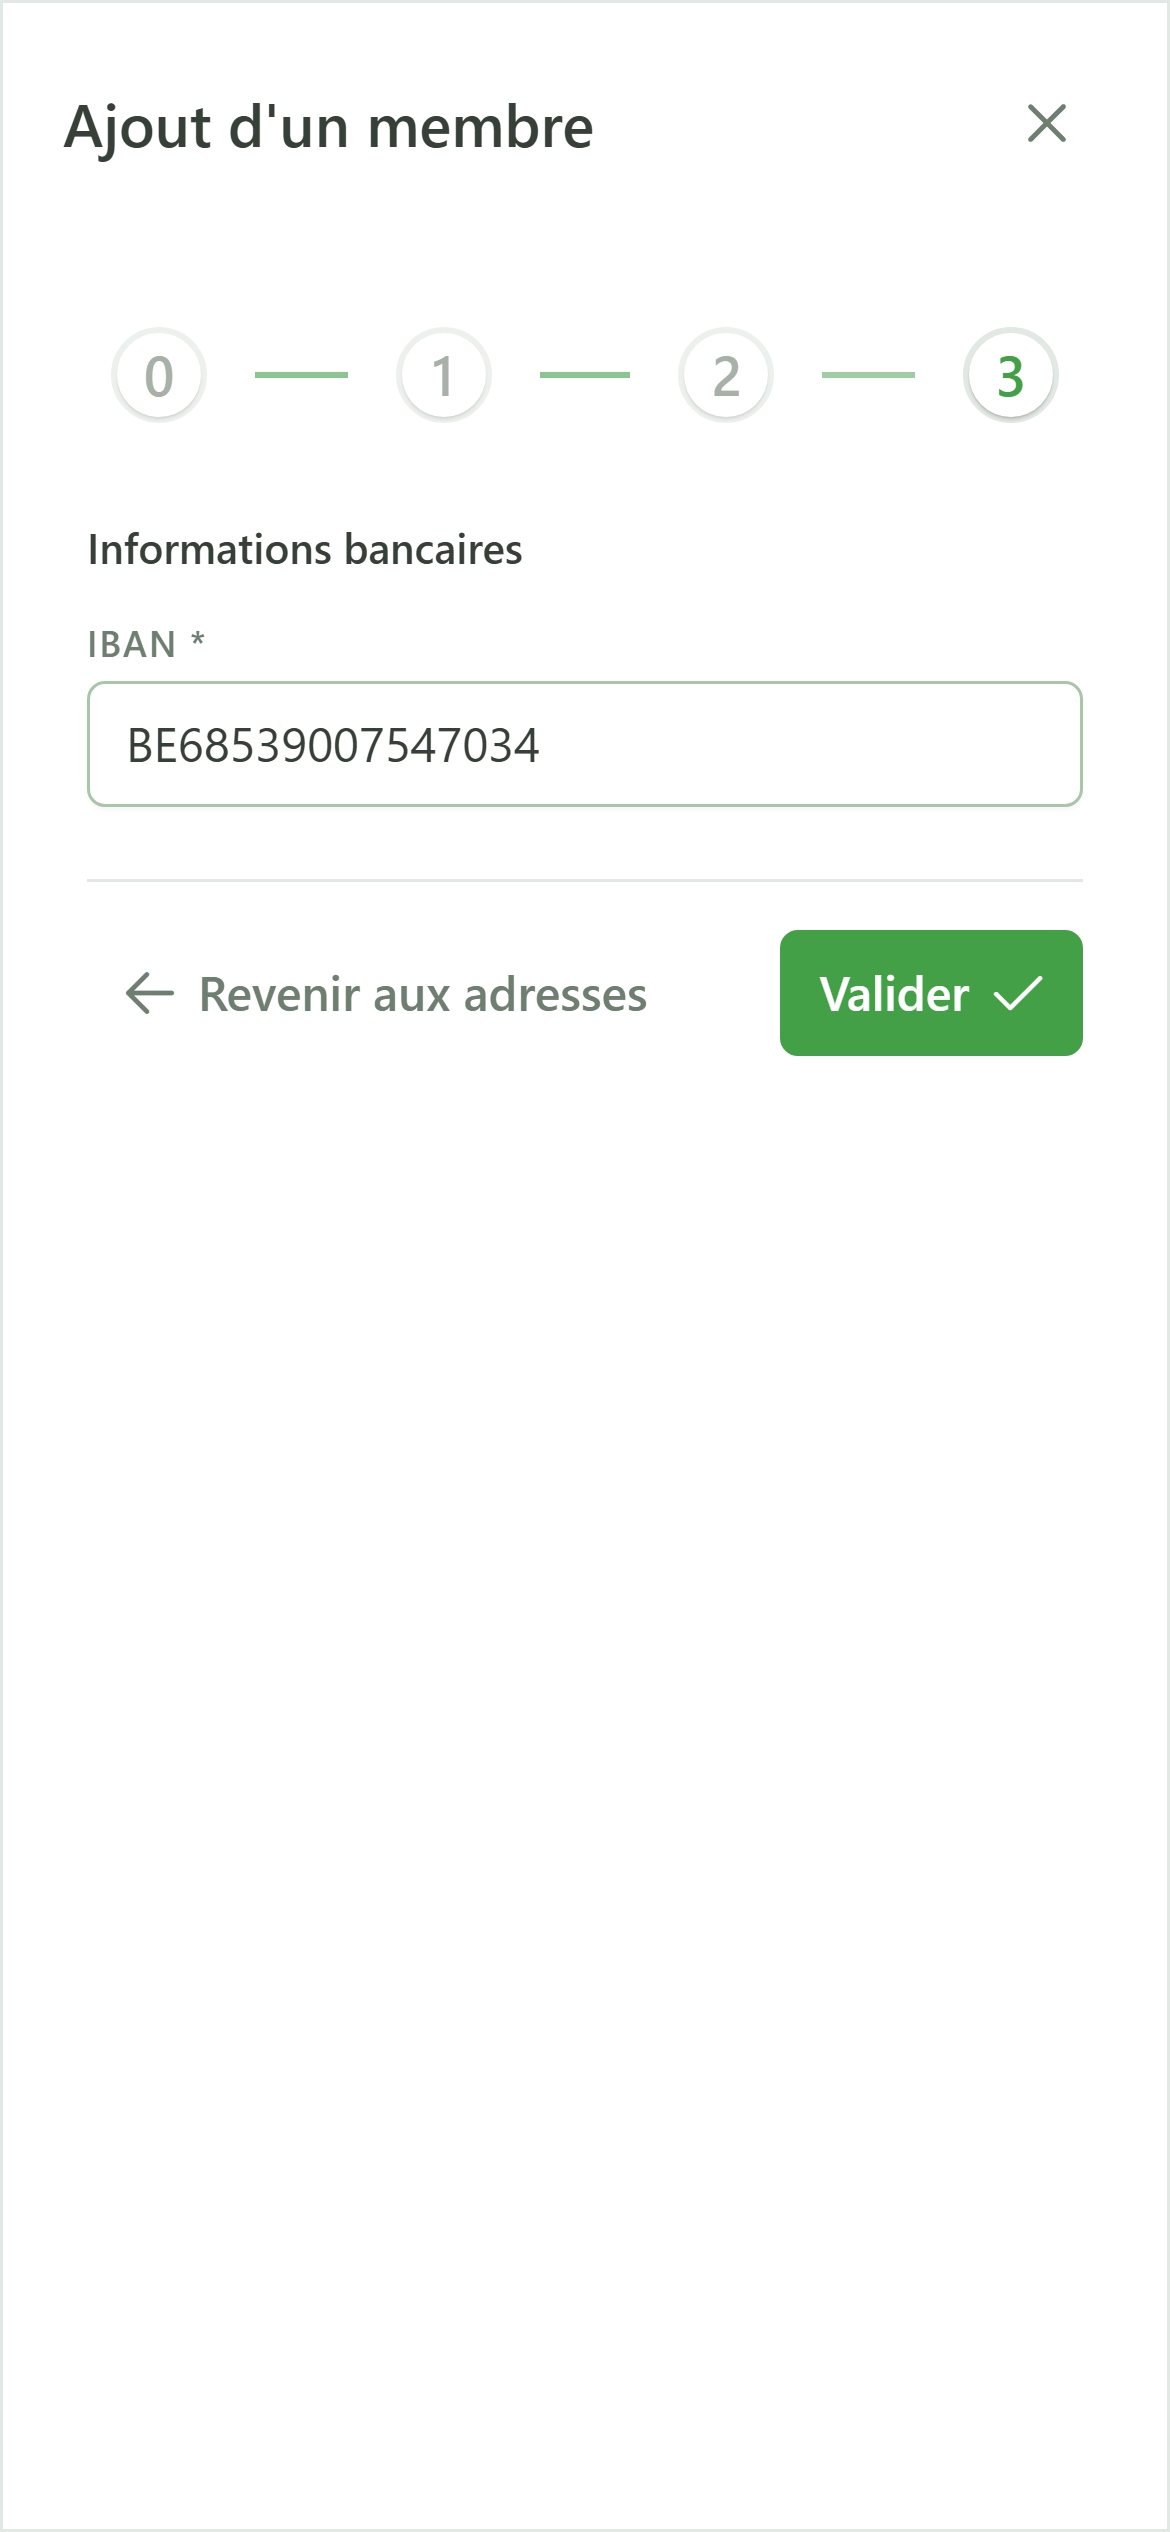 Ajout d'un membre
0 1 2 3
Informations bancaires
IBAN *
BE68539007547034
Revenir aux adresses
Valider